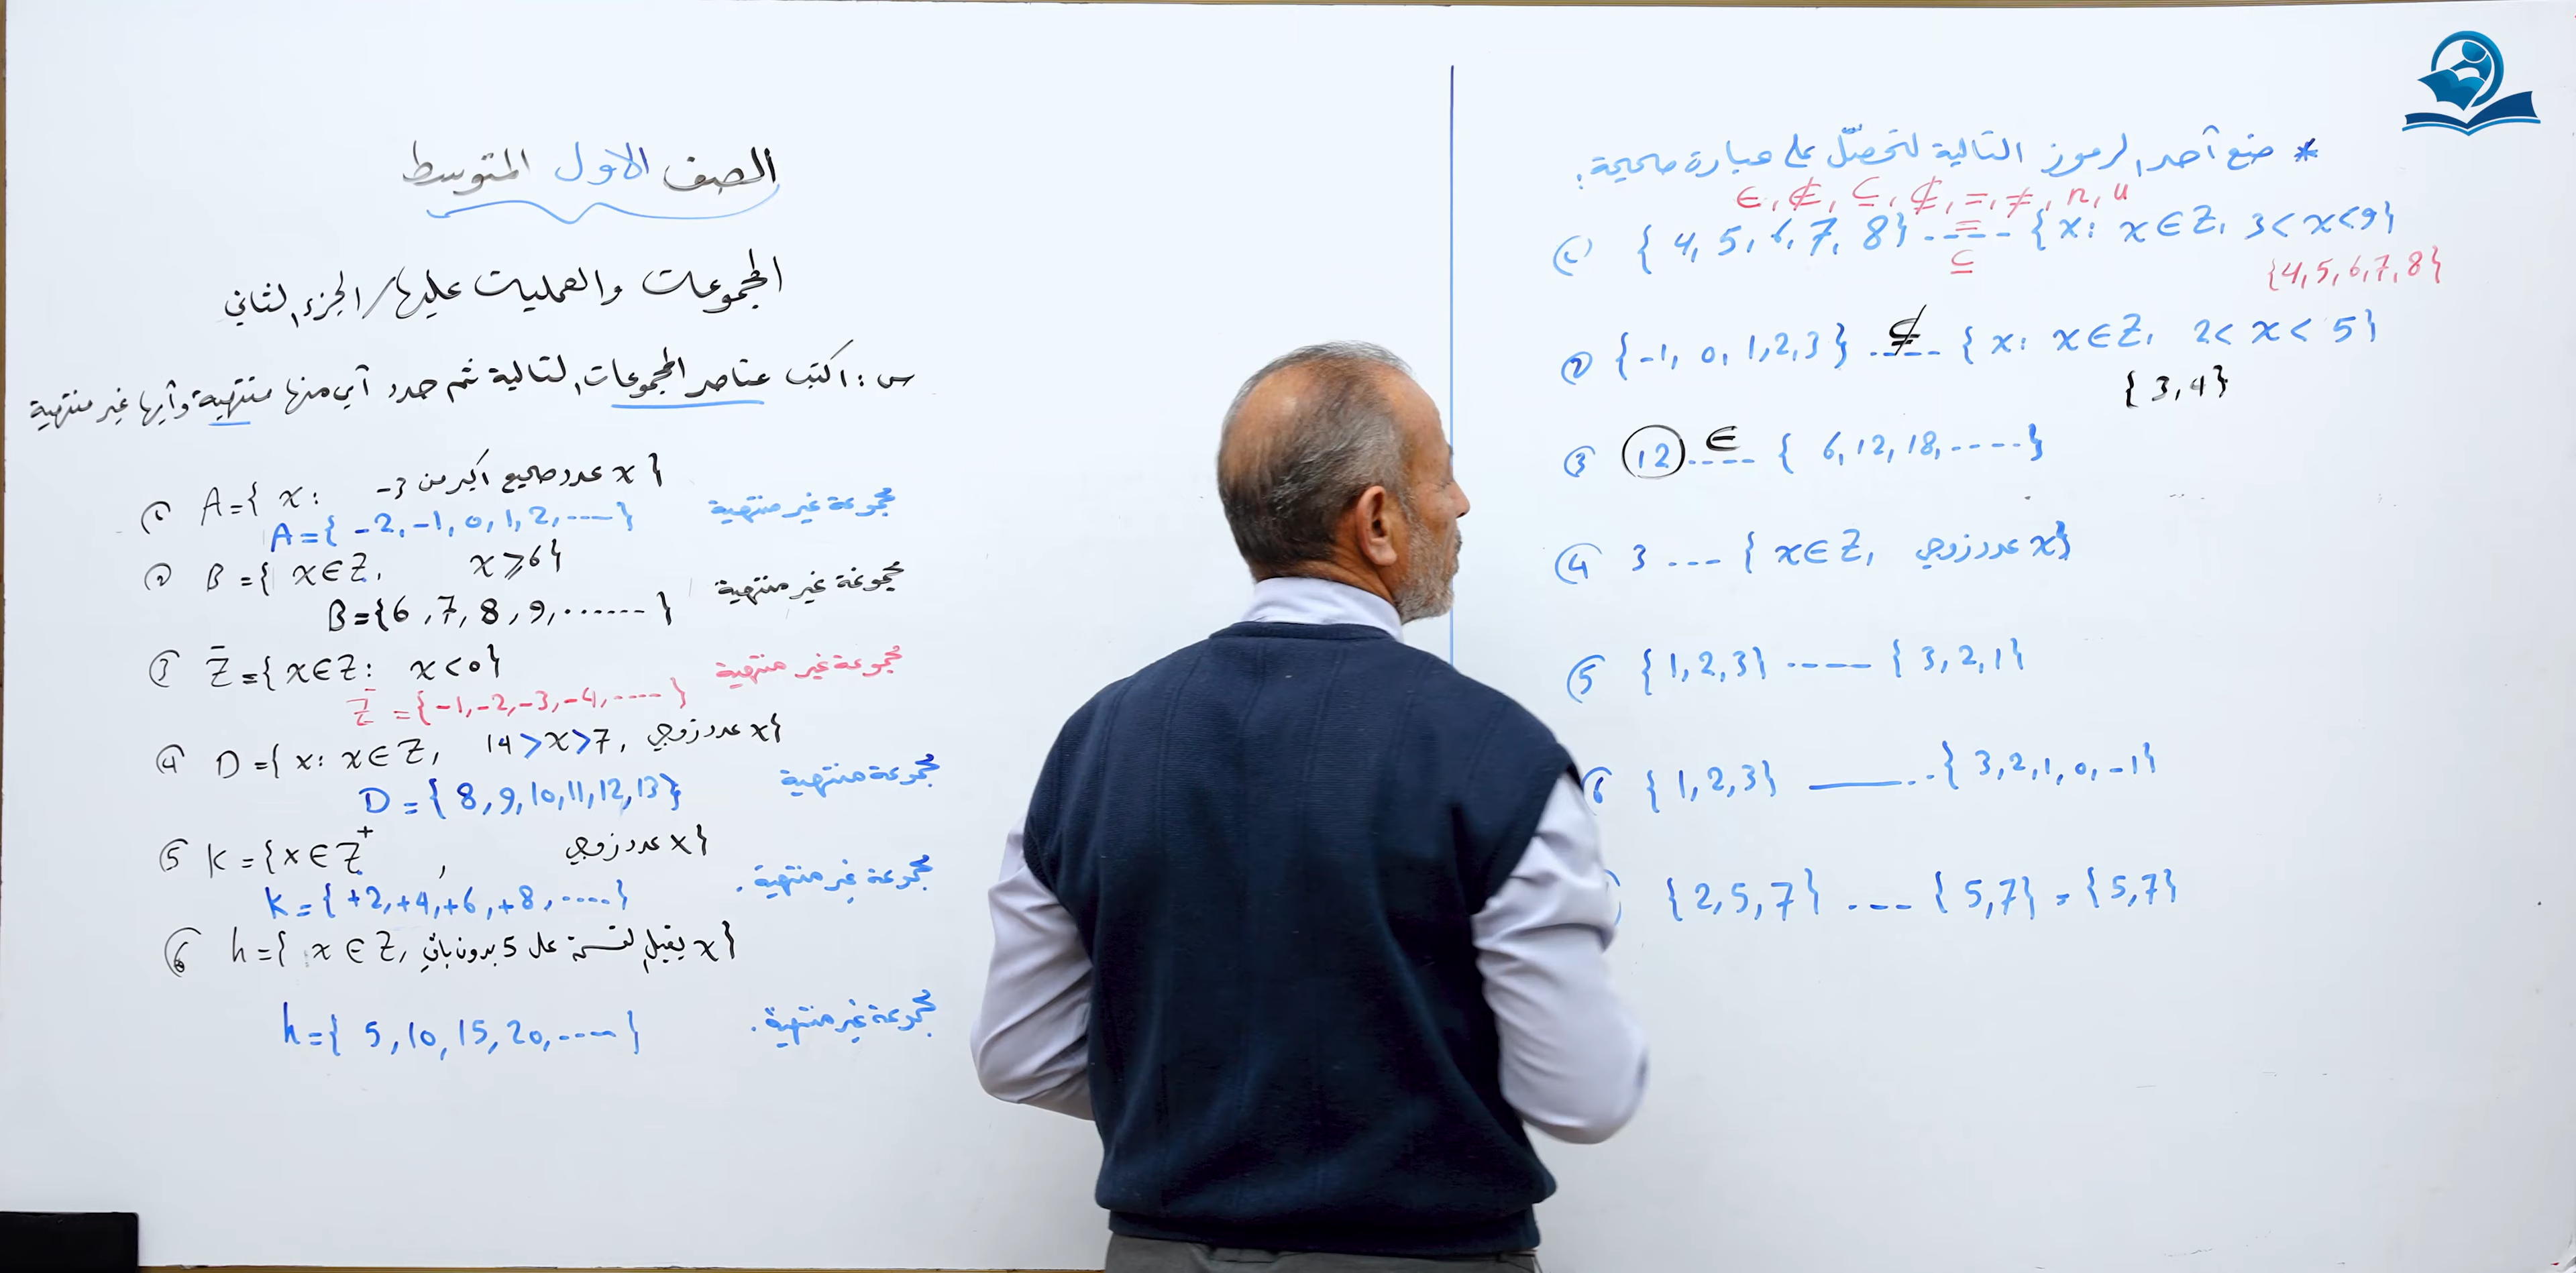 الصف الاول المتوسط
المجموعات والعمليات عليها / الجزء الثاني
س: اكتب عناصر المجموعات التالية ثم حدد أي منها منتهية وأيها غير منتهية
① A={ x: x عدد صحيح اكبر من -3 }
A={ -2, -1, 0, 1, 2, ---- } مجموعة غير منتهية
② B={ x∈Z, x⩾6 }
B={6, 7, 8, 9, ....... } مجموعة غير منتهية
③ Z̄={ x∈Z: x<0 }
Z̄={-1, -2, -3, -4, ----- } مجموعة غير منتهية
④ D={ x: x∈Z, 14>x>7, x عدد زوجي }
D={ 8, 9, 10, 11, 12, 13 } مجموعة منتهية
⑤ K={x∈Z⁺, x عدد زوجي }
K={ +2, +4, +6, +8, ..... } مجموعة غير منتهية.
⑥ h={ x∈Z, x يقبل القسمة على 5 بدون باقي }
h={ 5, 10, 15, 20, ---- } مجموعة غير منتهية.
* ضع أحد الرموز التالية لتحصّل على عبارة صحيحة:
∈, ∉, ⊆, ⊄, =, ≠, ∩, ∪
① { 4, 5, 6, 7, 8} --=-- { x: x∈Z, 3<x<9}
⊆ {4, 5, 6, 7, 8}
② {-1, 0, 1, 2, 3 } --⊈-- { x: x∈Z, 2< x < 5 }
{ 3, 4}
③ 12 --∈-- { 6, 12, 18, ---- }
④ 3 --- { x∈Z, x عدد زوجي }
⑤ { 1, 2, 3} ----- { 3, 2, 1}
6 { 1, 2, 3} ——-- { 3, 2, 1, 0, -1}
{ 2, 5, 7} --- { 5, 7} = { 5, 7}